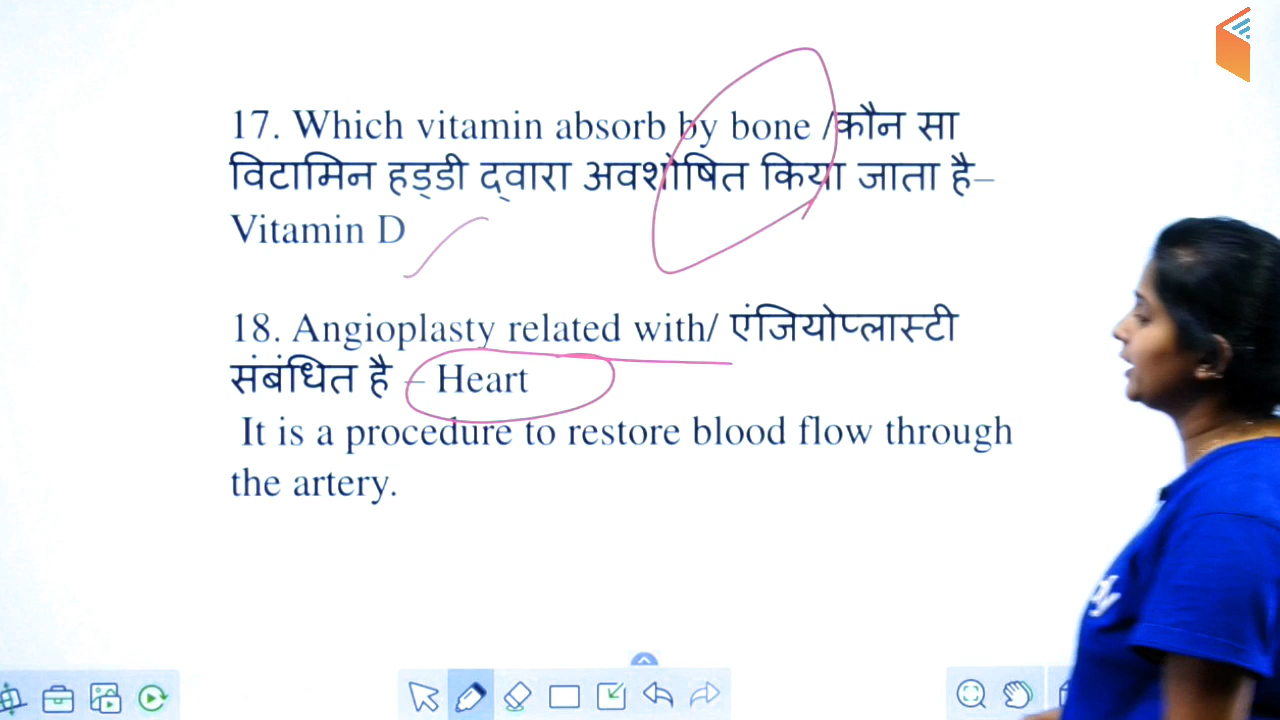 17. Which vitamin absorb by bone /कौन सा
विटामिन हड्डी द्वारा अवशोषित किया जाता है–
Vitamin D
18. Angioplasty related with/ एंजियोप्लास्टी
संबंधित है – Heart
It is a procedure to restore blood flow through
the artery.